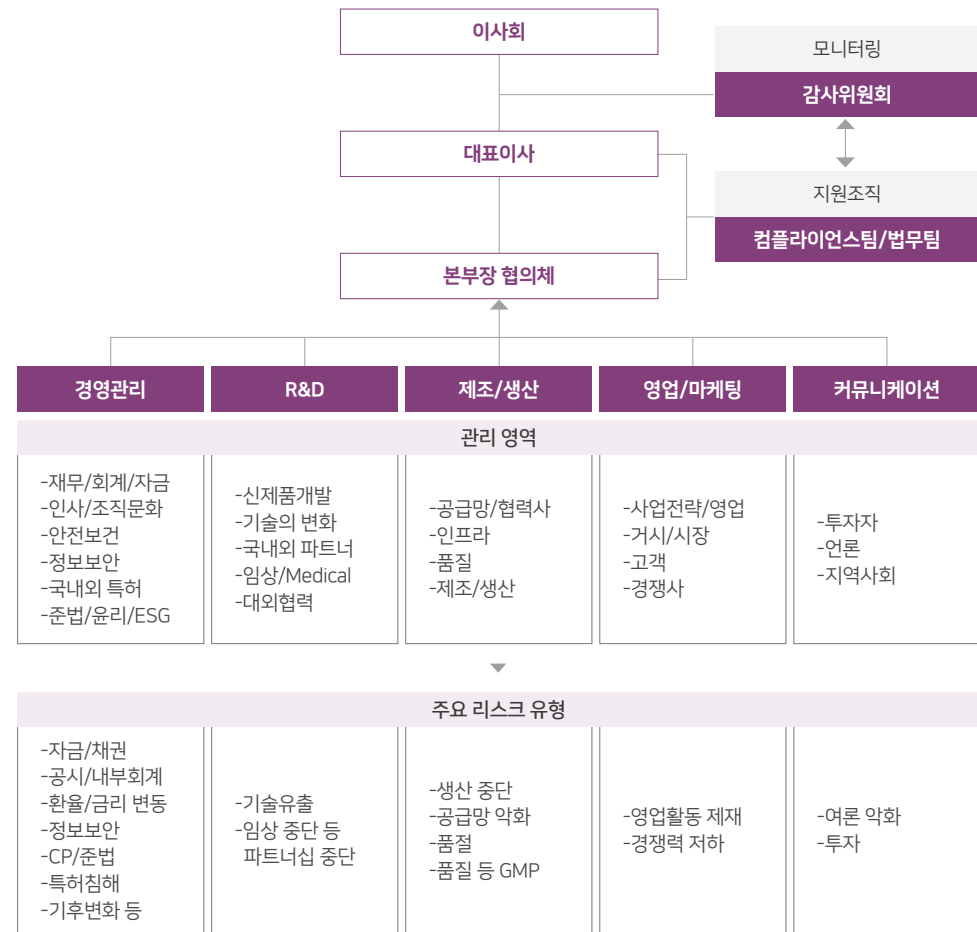 이사회
모니터링
감사위원회
대표이사
지원조직
컴플라이언스팀/법무팀
본부장 협의체
경영관리
R&D
제조/생산
영업/마케팅
커뮤니케이션
관리 영역
-재무/회계/자금
-인사/조직문화
-안전보건
-정보보안
-국내외 특허
-준법/윤리/ESG
-신제품개발
-기술의 변화
-국내외 파트너
-임상/Medical
-대외협력
-공급망/협력사
-인프라
-품질
-제조/생산
-사업전략/영업
-거시/시장
-고객
-경쟁사
-투자자
-언론
-지역사회
주요 리스크 유형
-자금/채권
-공시/내부회계
-환율/금리 변동
-정보보안
-CP/준법
-특허침해
-기후변화 등
-기술유출
-임상 중단 등
파트너십 중단
-생산 중단
-공급망 악화
-품절
-품질 등 GMP
-영업활동 제재
-경쟁력 저하
-여론 악화
-투자